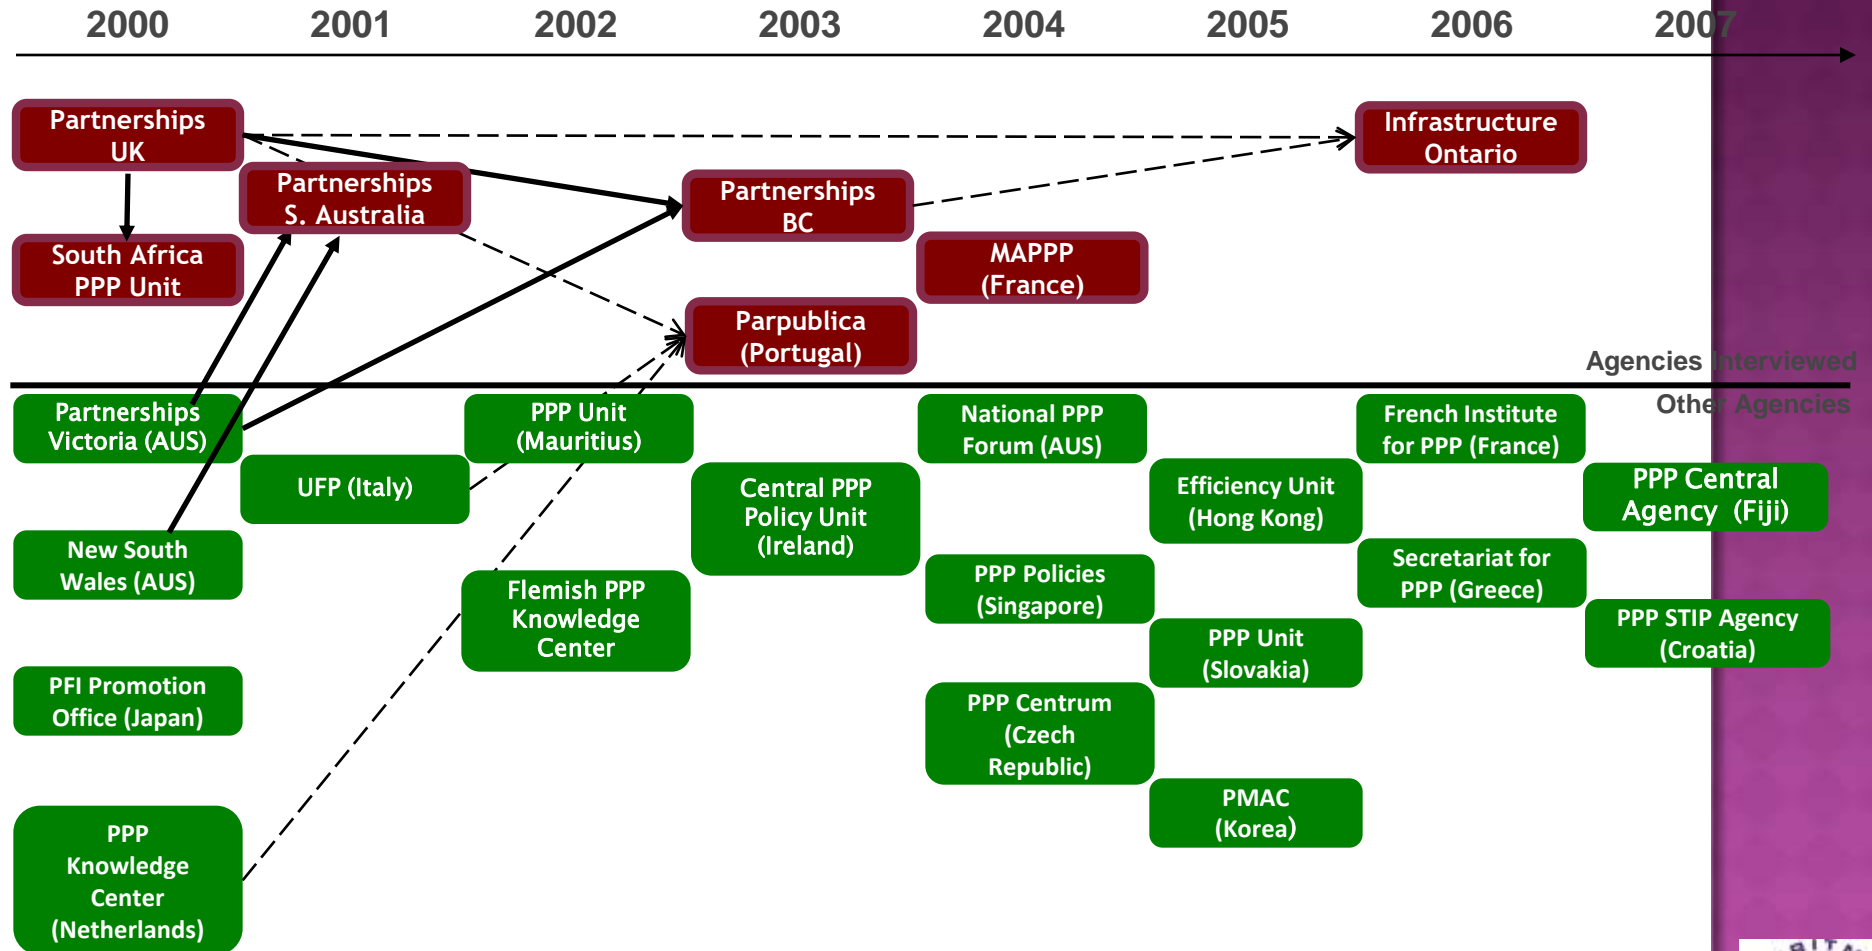 2000 2001 2002 2003 2004 2005 2006 2007
Partnerships
UK
Infrastructure
Ontario
Partnerships
S. Australia
Partnerships
BC
South Africa
PPP Unit
MAPPP
(France)
Parpublica
(Portugal)
Agencies Interviewed
Other Agencies
Partnerships
Victoria (AUS)
PPP Unit
(Mauritius)
National PPP
Forum (AUS)
French Institute
for PPP (France)
UFP (Italy)
Central PPP
Policy Unit
(Ireland)
Efficiency Unit
(Hong Kong)
PPP Central
Agency (Fiji)
New South
Wales (AUS)
Flemish PPP
Knowledge
Center
PPP Policies
(Singapore)
Secretariat for
PPP (Greece)
PPP Unit
(Slovakia)
PPP STIP Agency
(Croatia)
PFI Promotion
Office (Japan)
PPP Centrum
(Czech
Republic)
PMAC
(Korea)
PPP
Knowledge
Center
(Netherlands)